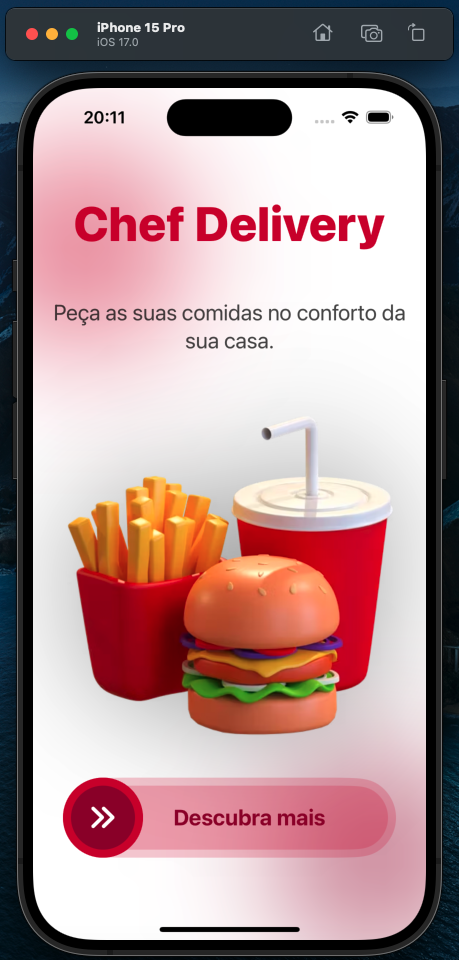 iPhone 15 Pro
iOS 17.0
20:11
Chef Delivery
Peça as suas comidas no conforto da
sua casa.
Descubra mais